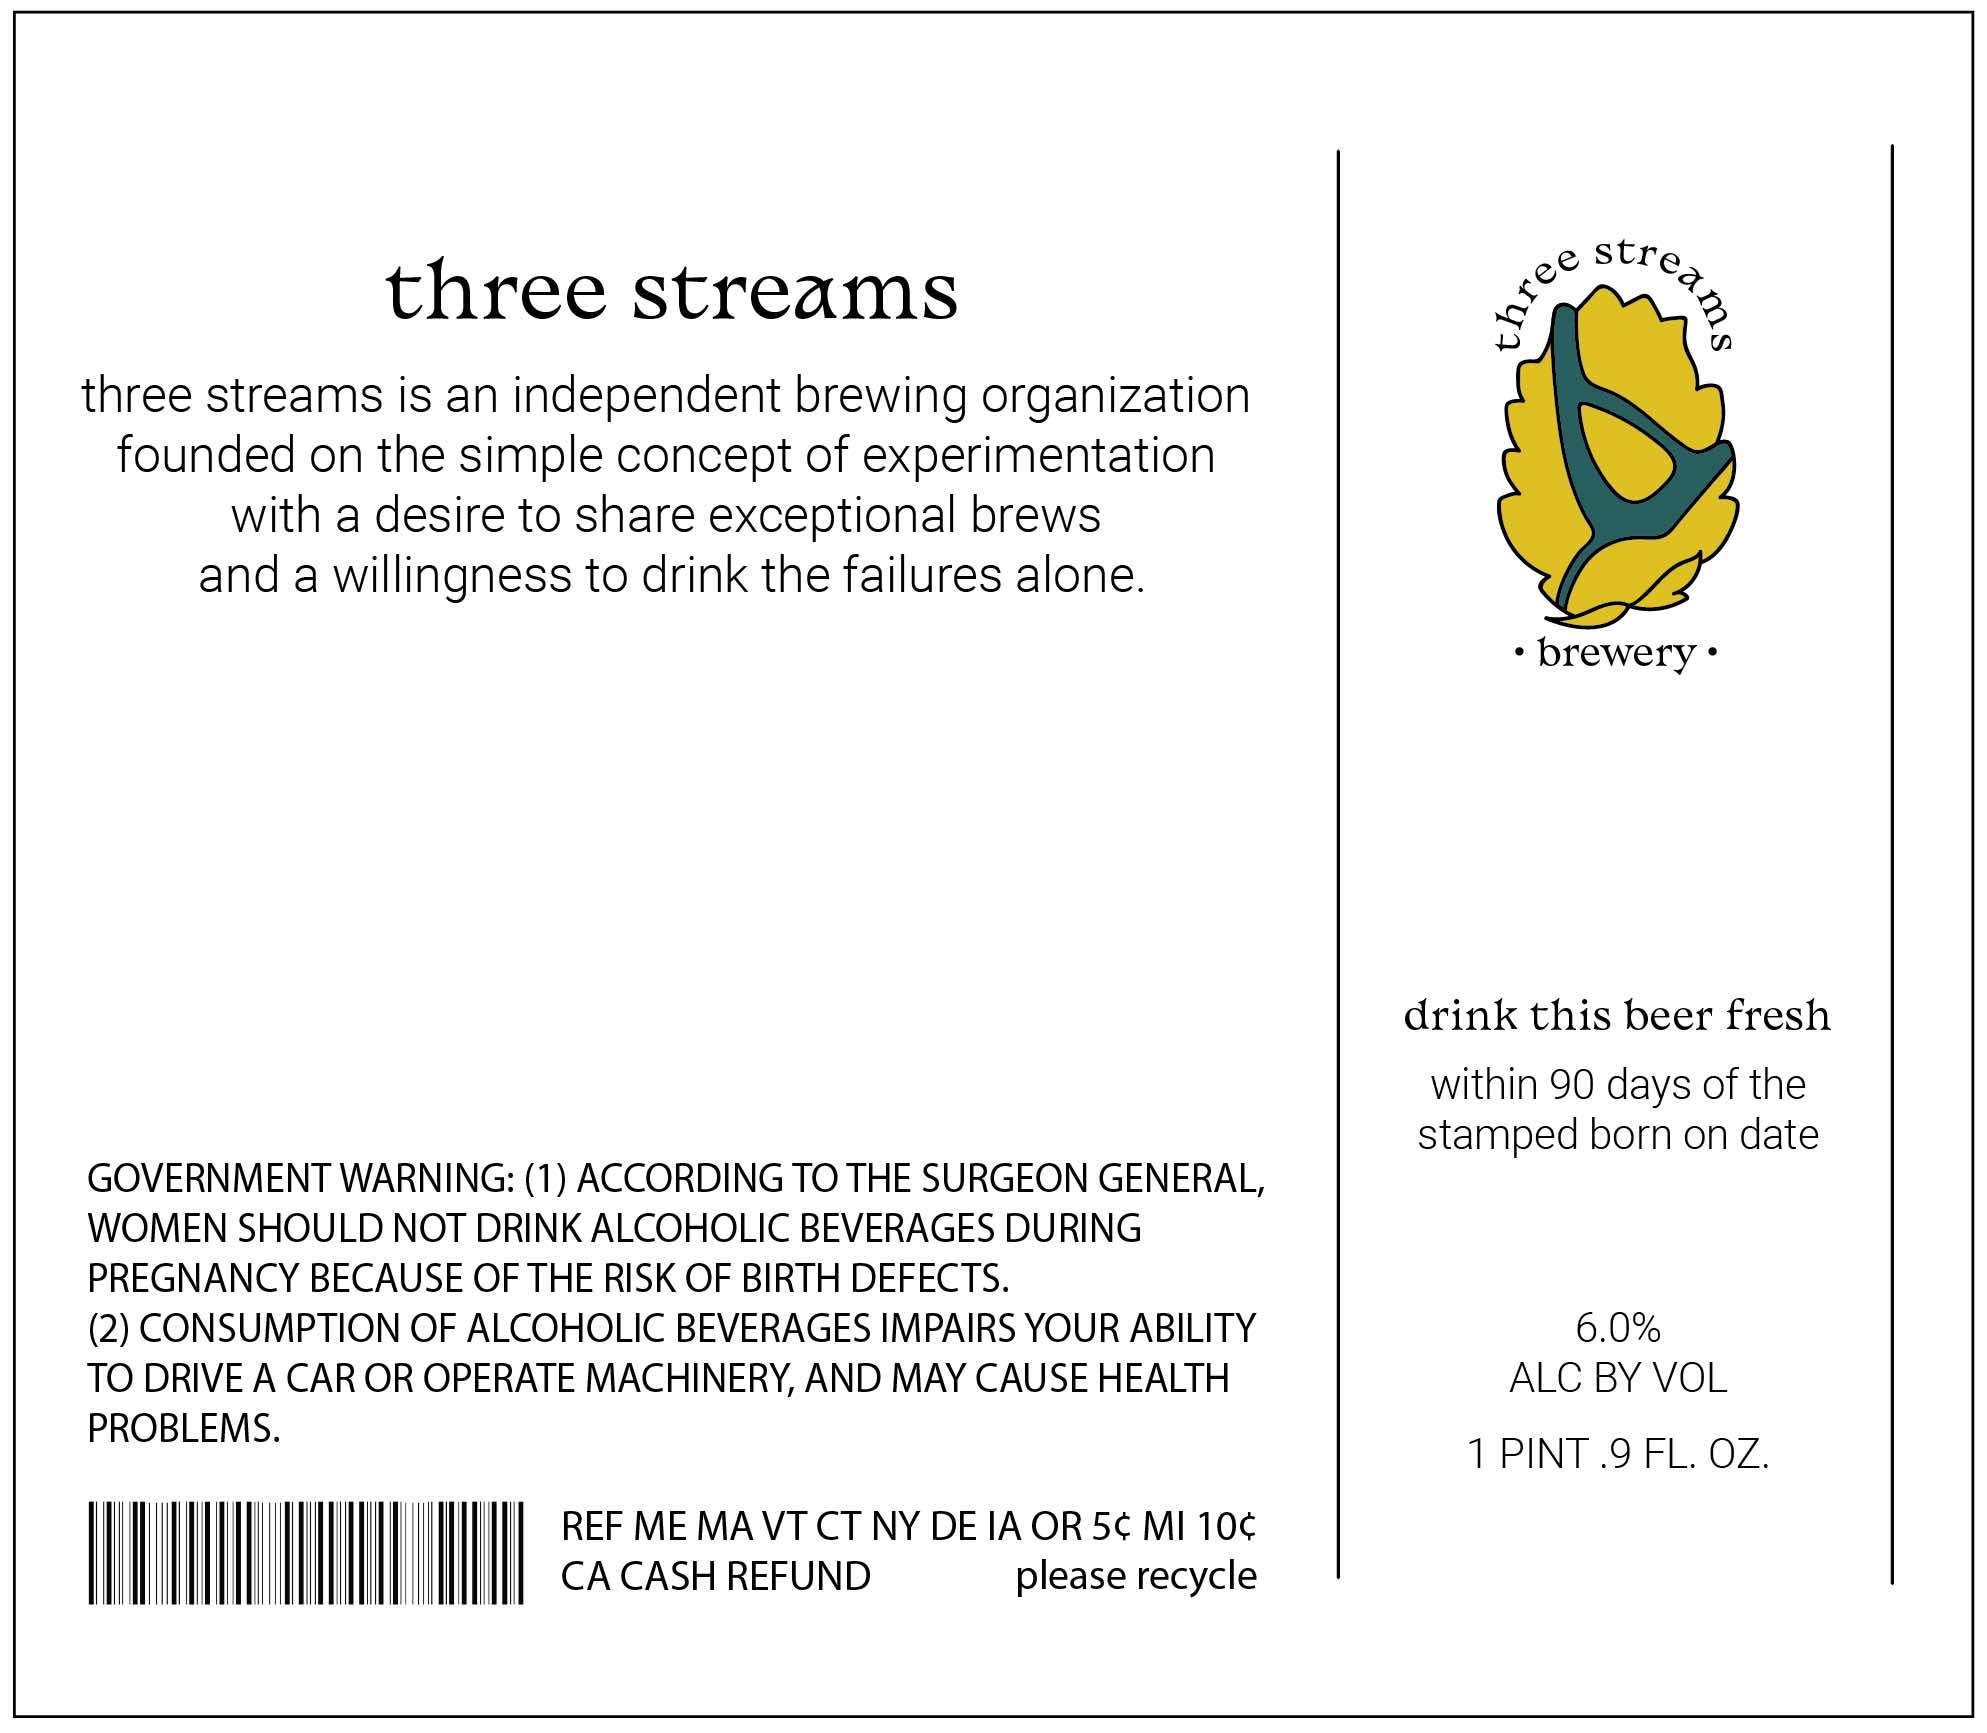 three streams
three streams is an independent brewing organization
founded on the simple concept of experimentation
with a desire to share exceptional brews
and a willingness to drink the failures alone.
GOVERNMENT WARNING: (1) ACCORDING TO THE SURGEON GENERAL,
WOMEN SHOULD NOT DRINK ALCOHOLIC BEVERAGES DURING
PREGNANCY BECAUSE OF THE RISK OF BIRTH DEFECTS.
(2) CONSUMPTION OF ALCOHOLIC BEVERAGES IMPAIRS YOUR ABILITY
TO DRIVE A CAR OR OPERATE MACHINERY, AND MAY CAUSE HEALTH
PROBLEMS.
REF ME MA VT CT NY DE IA OR 5¢ MI 10¢
CA CASH REFUND please recycle
three streams
• brewery •
drink this beer fresh
within 90 days of the
stamped born on date
6.0%
ALC BY VOL
1 PINT .9 FL. OZ.